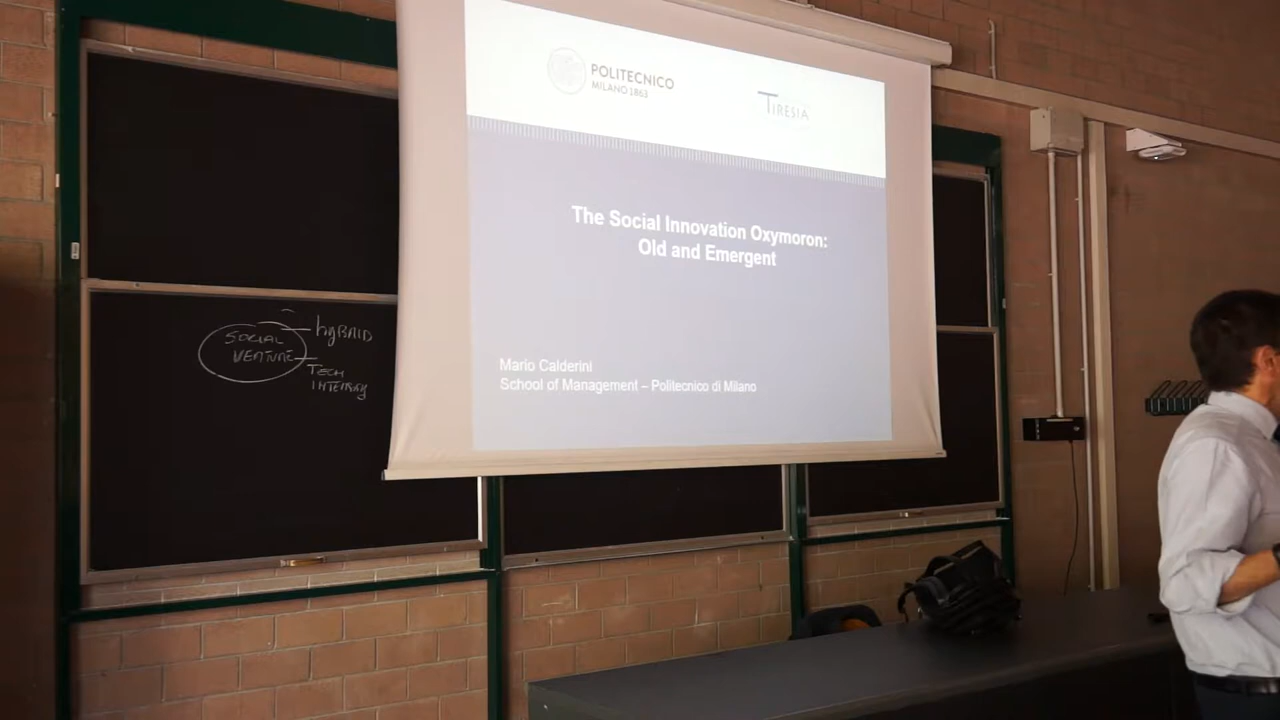 POLITECNICO
MILANO 1863
TIRESIA
The Social Innovation Oxymoron:
Old and Emergent
Mario Calderini
School of Management – Politecnico di Milano
SOCIAL
VENTURE
hyBRID
TECH